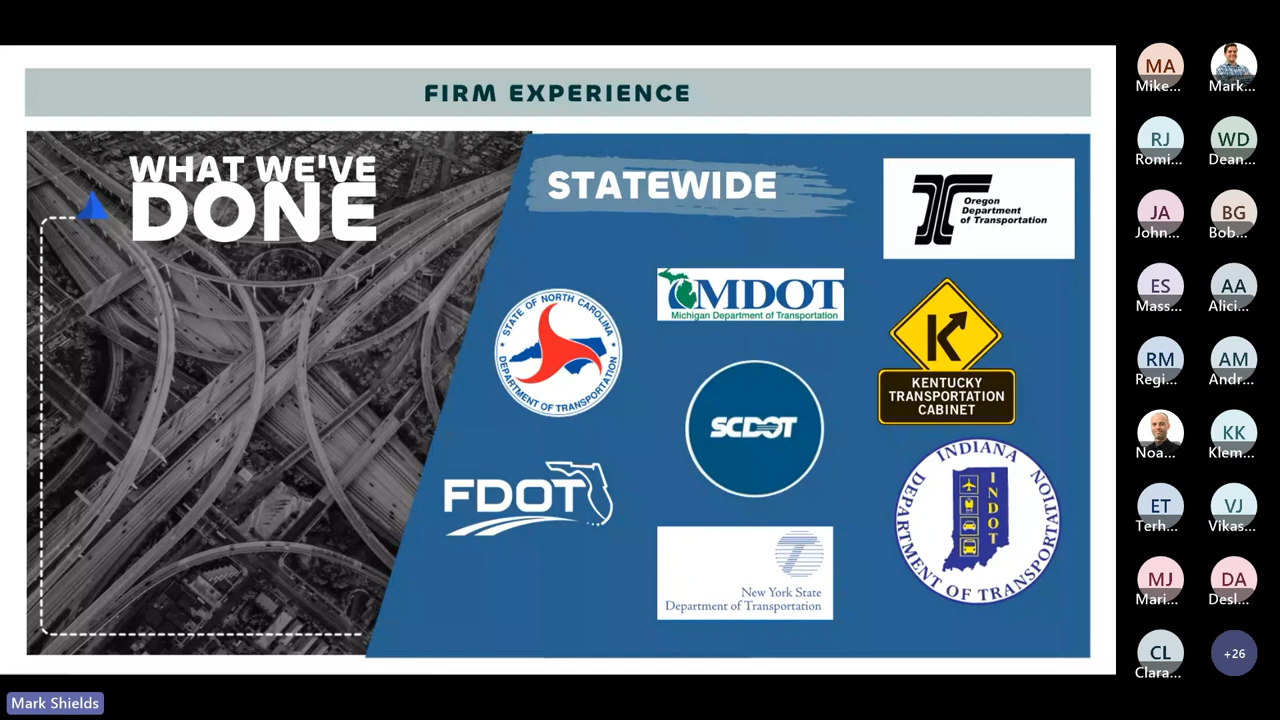 FIRM EXPERIENCE
WHAT WE'VE
DONE
STATEWIDE
Oregon
Department
of Transportation
MDOT
Michigan Department of Transportation
STATE OF NORTH CAROLINA
DEPARTMENT OF TRANSPORTATION
K
KENTUCKY
TRANSPORTATION
CABINET
SCDOT
FDOT
INDIANA
DEPARTMENT OF TRANSPORTATION
INDOT
New York State
Department of Transportation
MA
Mike...
Mark...
RJ
Romi...
WD
Dean...
JA
John...
BG
Bob...
ES
Mass...
AA
Alici...
RM
Regi...
AM
Andr...
Noa...
KK
Klem...
ET
Terh...
VJ
Vikas...
MJ
Mari...
DA
Desl...
CL
Clara...
+26
Mark Shields